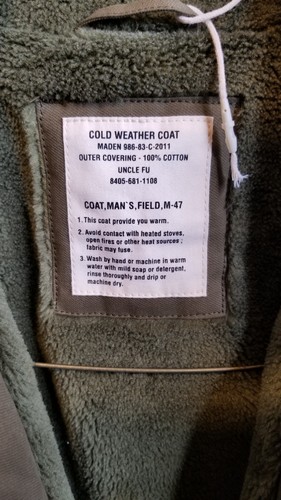 COLD WEATHER COAT
MADEN 986-83-C-2011
OUTER COVERING - 100% COTTON
UNCLE FU
8405-681-1108
COAT,MAN`S,FIELD,M-47
1. This coat provide you warm.
2. Avoid contact with heated stoves,
open fires or other heat sources ;
fabric may fuse.
3. Wash by hand or machine in warm
water with mild soap or detergent,
rinse thoroughly and drip or
machine dry.